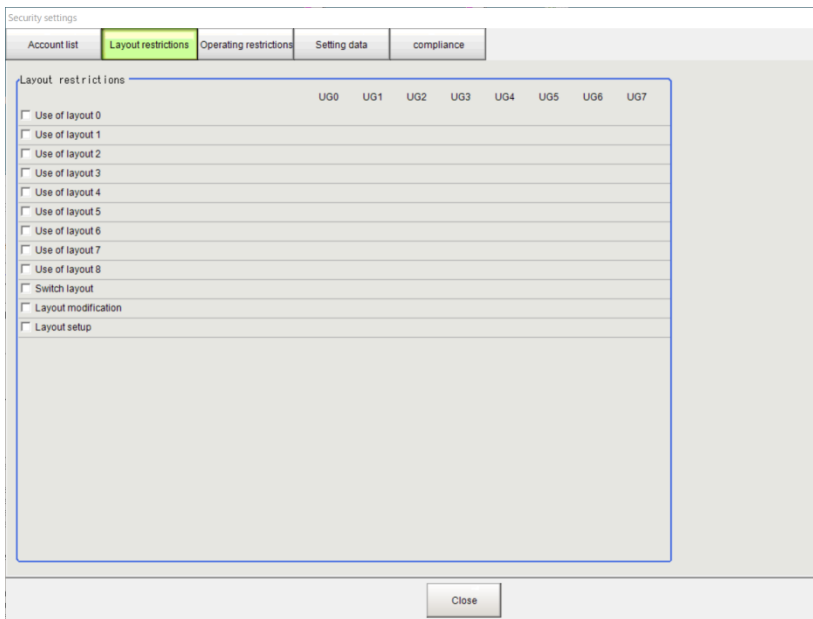 Security settings
Account list Layout restrictions Operating restrictions Setting data compliance
Layout restrictions
UG0 UG1 UG2 UG3 UG4 UG5 UG6 UG7
Use of layout 0
Use of layout 1
Use of layout 2
Use of layout 3
Use of layout 4
Use of layout 5
Use of layout 6
Use of layout 7
Use of layout 8
Switch layout
Layout modification
Layout setup
Close